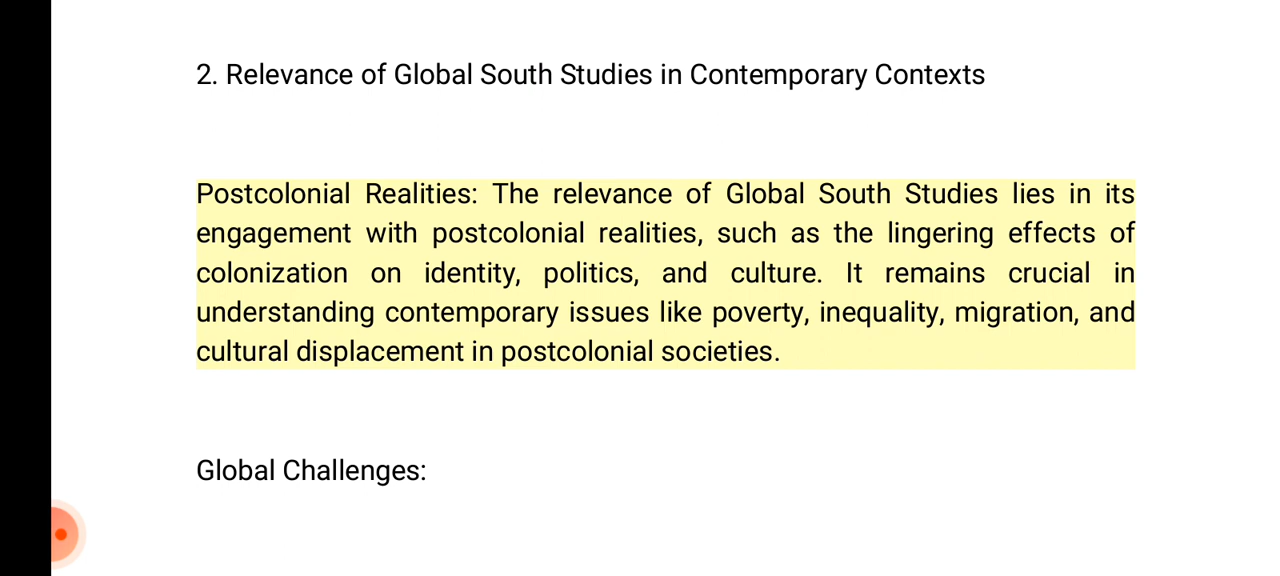 2. Relevance of Global South Studies in Contemporary Contexts
Postcolonial Realities: The relevance of Global South Studies lies in its
engagement with postcolonial realities, such as the lingering effects of
colonization on identity, politics, and culture. It remains crucial in
understanding contemporary issues like poverty, inequality, migration, and
cultural displacement in postcolonial societies.
Global Challenges: